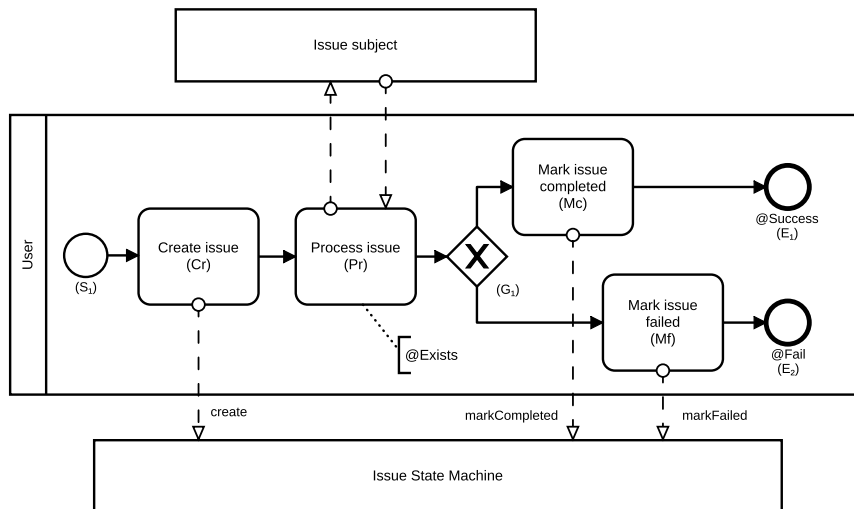 Issue subject
User
(S₁)
Create issue
(Cr)
Process issue
(Pr)
@Exists
X
(G₁)
Mark issue
completed
(Mc)
@Success
(E₁)
Mark issue
failed
(Mf)
@Fail
(E₂)
create
markCompleted
markFailed
Issue State Machine